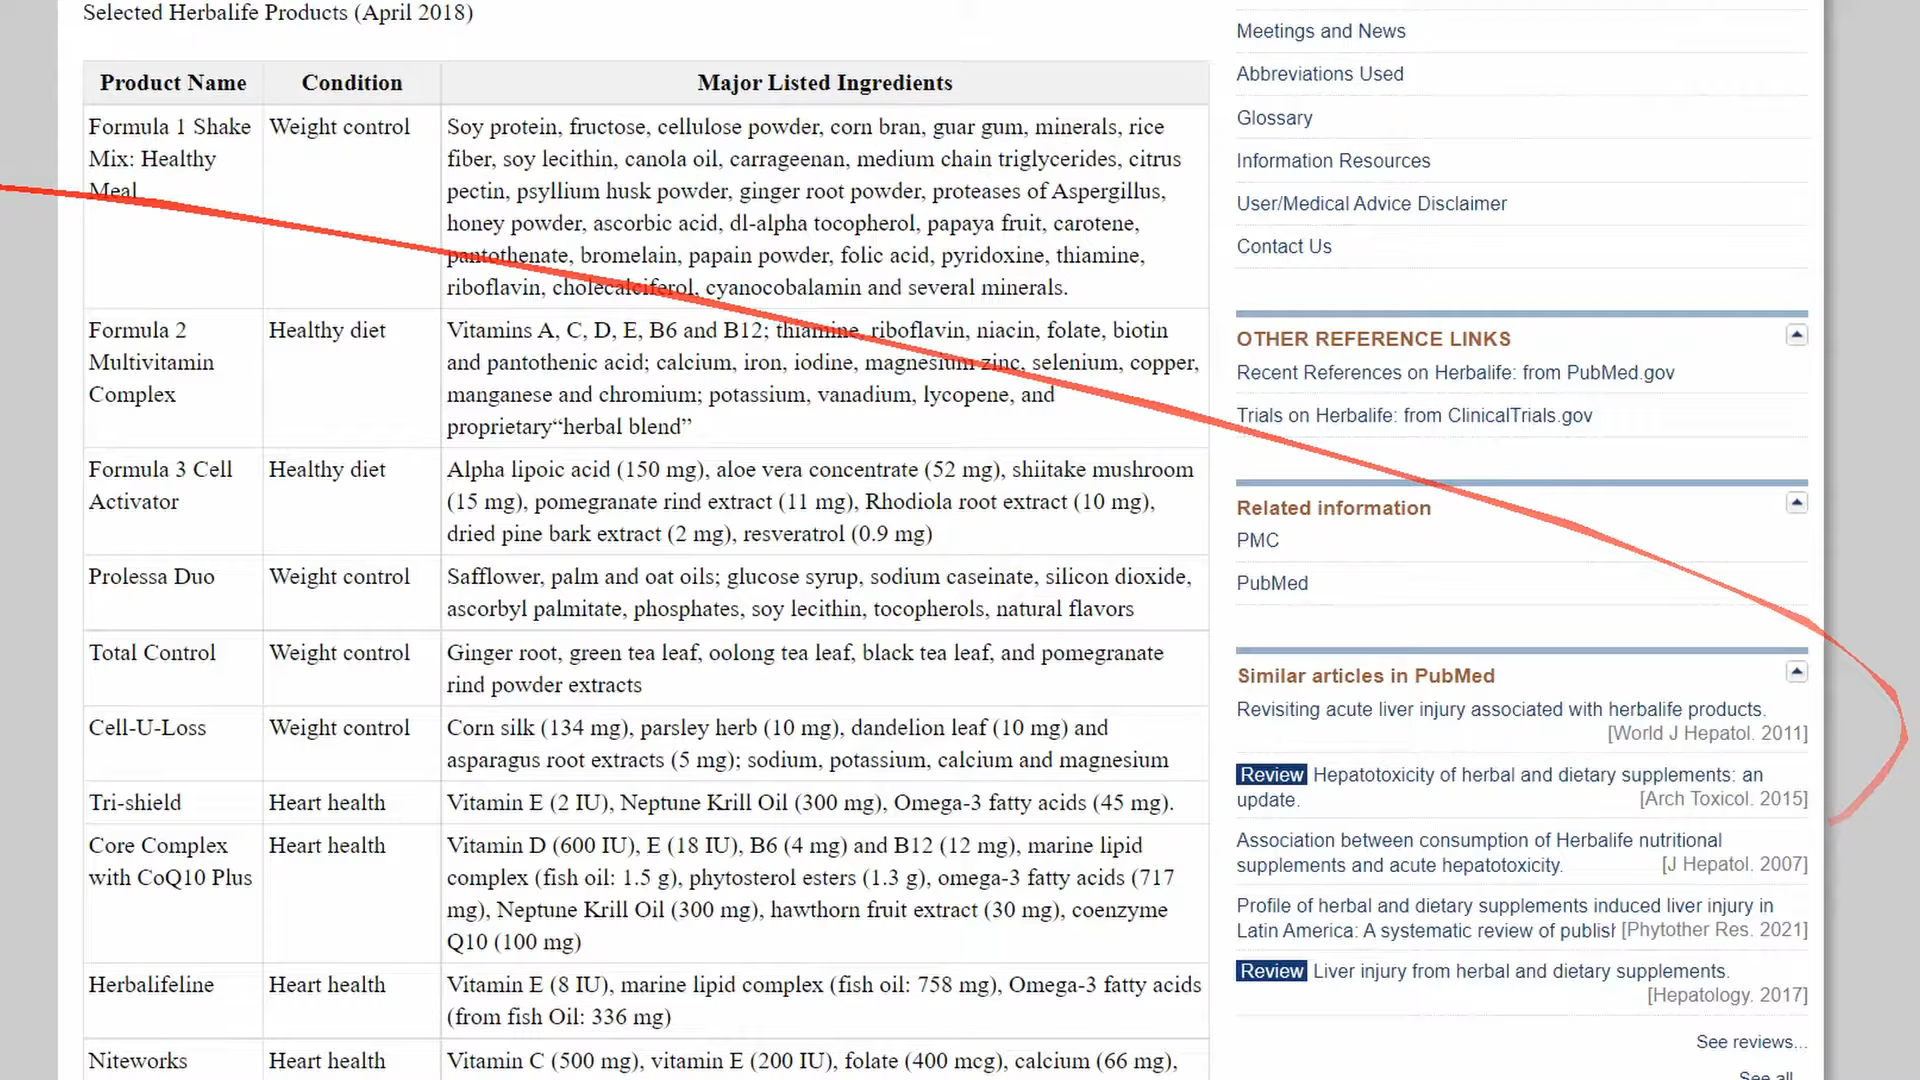 Selected Herbalife Products (April 2018)
Product Name Condition Major Listed Ingredients
Formula 1 Shake
Mix: Healthy
Meal
Weight control
Soy protein, fructose, cellulose powder, corn bran, guar gum, minerals, rice
fiber, soy lecithin, canola oil, carrageenan, medium chain triglycerides, citrus
pectin, psyllium husk powder, ginger root powder, proteases of Aspergillus,
honey powder, ascorbic acid, dl-alpha tocopherol, papaya fruit, carotene,
pantothenate, bromelain, papain powder, folic acid, pyridoxine, thiamine,
riboflavin, cholecalciferol, cyanocobalamin and several minerals.
Formula 2
Multivitamin
Complex
Healthy diet
Vitamins A, C, D, E, B6 and B12; thiamine, riboflavin, niacin, folate, biotin
and pantothenic acid; calcium, iron, iodine, magnesium zinc, selenium, copper,
manganese and chromium; potassium, vanadium, lycopene, and
proprietary“herbal blend”
Formula 3 Cell
Activator
Healthy diet
Alpha lipoic acid (150 mg), aloe vera concentrate (52 mg), shiitake mushroom
(15 mg), pomegranate rind extract (11 mg), Rhodiola root extract (10 mg),
dried pine bark extract (2 mg), resveratrol (0.9 mg)
Prolessa Duo
Weight control
Safflower, palm and oat oils; glucose syrup, sodium caseinate, silicon dioxide,
ascorbyl palmitate, phosphates, soy lecithin, tocopherols, natural flavors
Total Control
Weight control
Ginger root, green tea leaf, oolong tea leaf, black tea leaf, and pomegranate
rind powder extracts
Cell-U-Loss
Weight control
Corn silk (134 mg), parsley herb (10 mg), dandelion leaf (10 mg) and
asparagus root extracts (5 mg); sodium, potassium, calcium and magnesium
Tri-shield
Heart health
Vitamin E (2 IU), Neptune Krill Oil (300 mg), Omega-3 fatty acids (45 mg).
Core Complex
with CoQ10 Plus
Heart health
Vitamin D (600 IU), E (18 IU), B6 (4 mg) and B12 (12 mg), marine lipid
complex (fish oil: 1.5 g), phytosterol esters (1.3 g), omega-3 fatty acids (717
mg), Neptune Krill Oil (300 mg), hawthorn fruit extract (30 mg), coenzyme
Q10 (100 mg)
Herbalifeline
Heart health
Vitamin E (8 IU), marine lipid complex (fish oil: 758 mg), Omega-3 fatty acids
(from fish Oil: 336 mg)
Niteworks
Heart health
Vitamin C (500 mg), vitamin E (200 IU), folate (400 mcg), calcium (66 mg),
Meetings and News
Abbreviations Used
Glossary
Information Resources
User/Medical Advice Disclaimer
Contact Us
OTHER REFERENCE LINKS
Recent References on Herbalife: from PubMed.gov
Trials on Herbalife: from ClinicalTrials.gov
Related information
PMC
PubMed
Similar articles in PubMed
Revisiting acute liver injury associated with herbalife products.
[World J Hepatol. 2011]
Review Hepatotoxicity of herbal and dietary supplements: an
update. [Arch Toxicol. 2015]
Association between consumption of Herbalife nutritional
supplements and acute hepatotoxicity. [J Hepatol. 2007]
Profile of herbal and dietary supplements induced liver injury in
Latin America: A systematic review of publish [Phytother Res. 2021]
Review Liver injury from herbal and dietary supplements.
[Hepatology. 2017]
See reviews...
See all